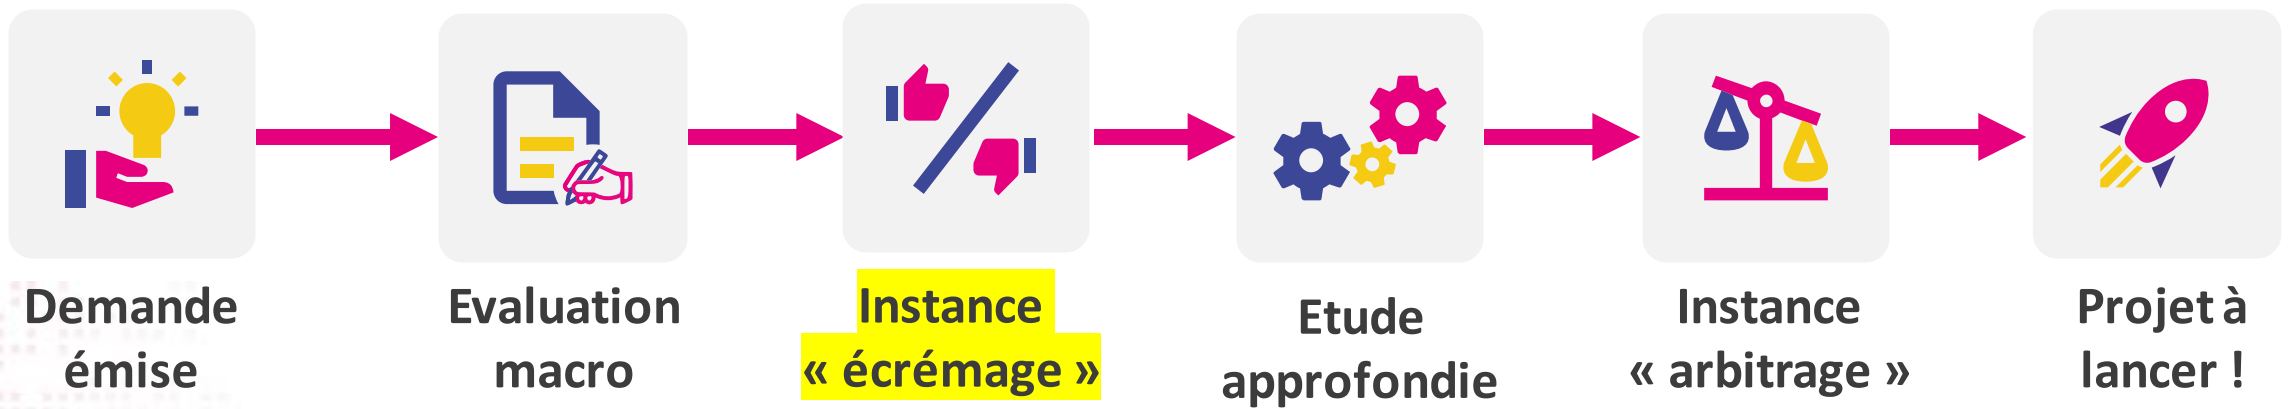 Demande
émise
Evaluation
macro
Instance
« écrémage »
Etude
approfondie
Instance
« arbitrage »
Projet à
lancer !